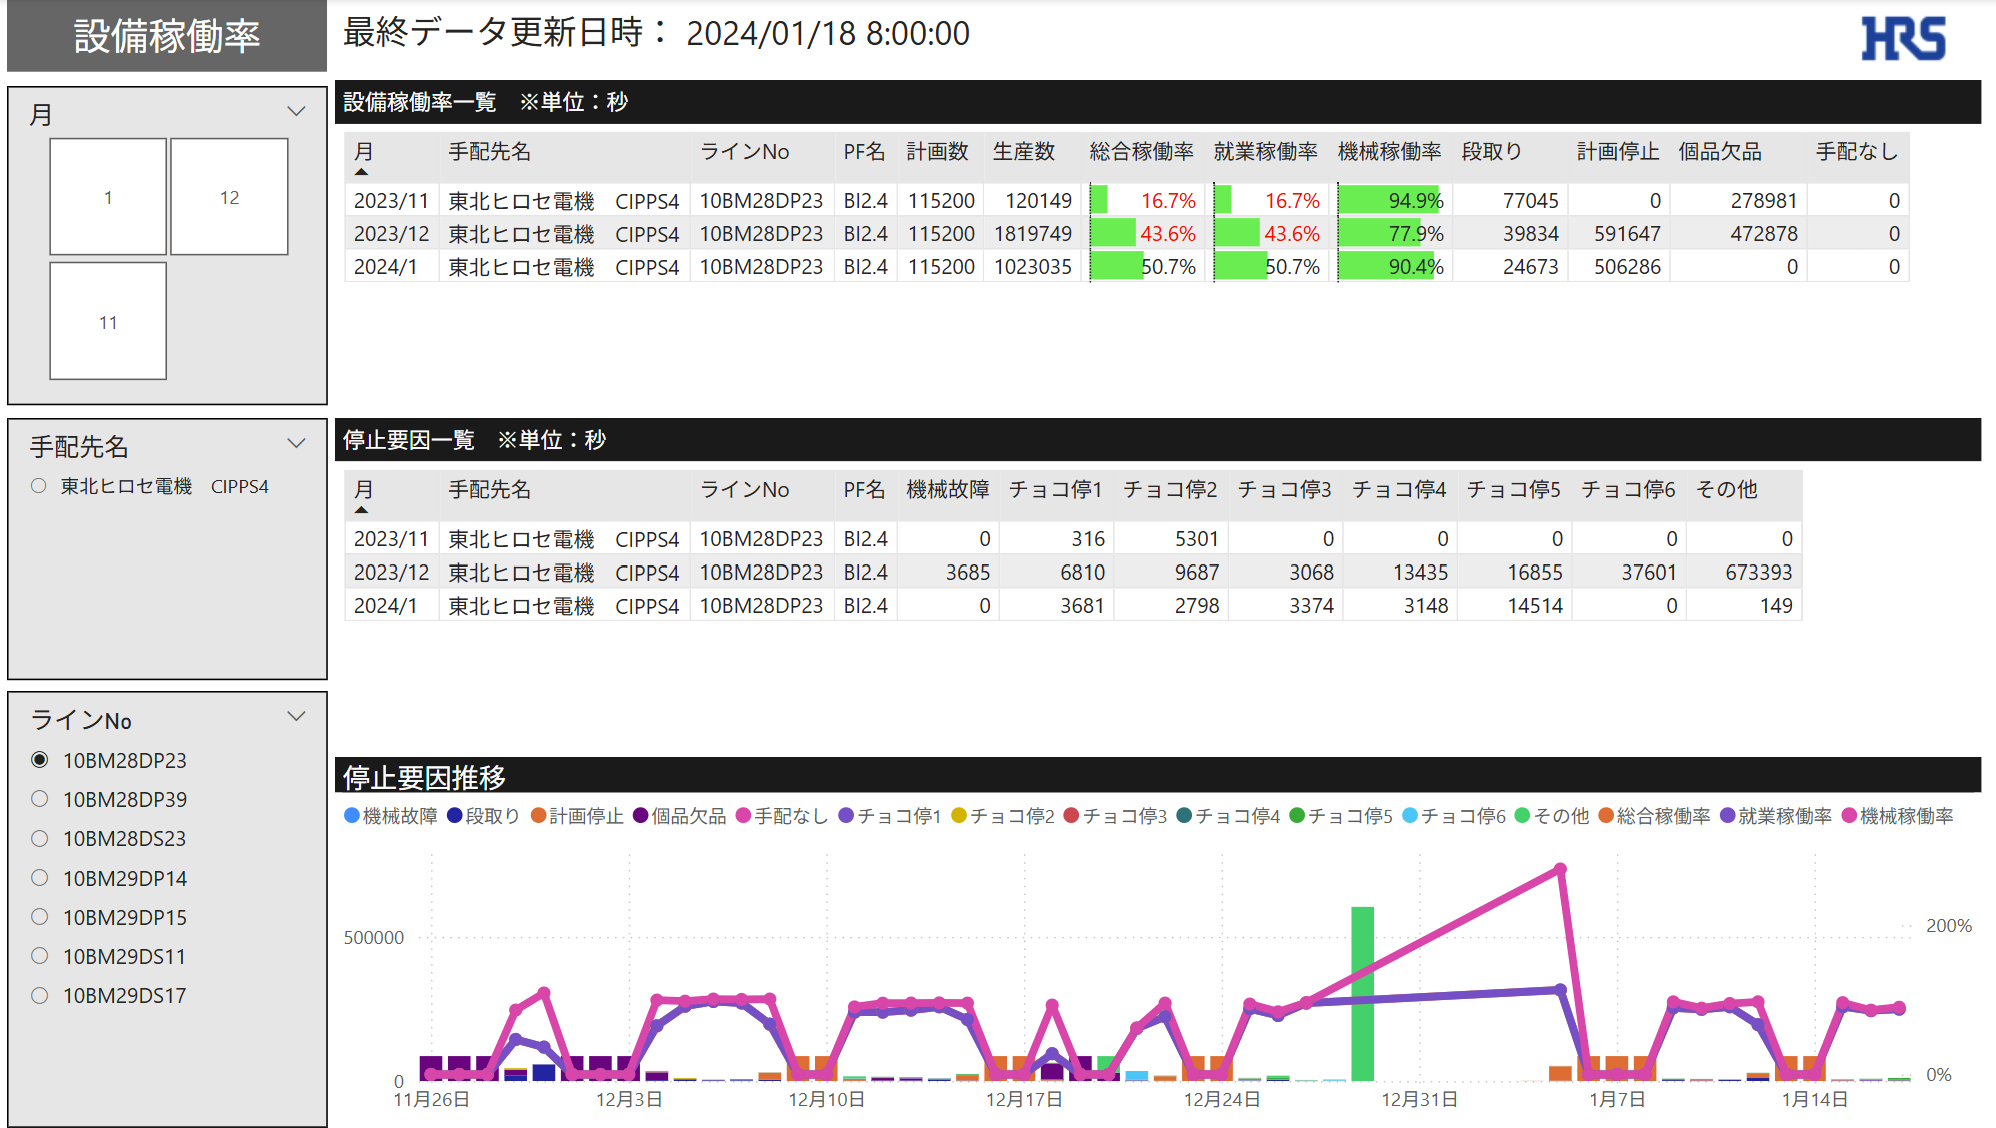 設備稼働率
最終データ更新日時： 2024/01/18 8:00:00
HRS
月
1
12
11
手配先名
東北ヒロセ電機　CIPPS4
ラインNo
10BM28DP23
10BM28DP39
10BM28DS23
10BM29DP14
10BM29DP15
10BM29DS11
10BM29DS17
設備稼働率一覧　※単位：秒
月 手配先名 ラインNo PF名 計画数 生産数 総合稼働率 就業稼働率 機械稼働率 段取り 計画停止 個品欠品 手配なし
2023/11 東北ヒロセ電機　CIPPS4 10BM28DP23 BI2.4 115200 120149 16.7% 16.7% 94.9% 77045 0 278981 0
2023/12 東北ヒロセ電機　CIPPS4 10BM28DP23 BI2.4 115200 1819749 43.6% 43.6% 77.9% 39834 591647 472878 0
2024/1 東北ヒロセ電機　CIPPS4 10BM28DP23 BI2.4 115200 1023035 50.7% 50.7% 90.4% 24673 506286 0 0
停止要因一覧　※単位：秒
月 手配先名 ラインNo PF名 機械故障 チョコ停1 チョコ停2 チョコ停3 チョコ停4 チョコ停5 チョコ停6 その他
2023/11 東北ヒロセ電機　CIPPS4 10BM28DP23 BI2.4 0 316 5301 0 0 0 0 0
2023/12 東北ヒロセ電機　CIPPS4 10BM28DP23 BI2.4 3685 6810 9687 3068 13435 16855 37601 673393
2024/1 東北ヒロセ電機　CIPPS4 10BM28DP23 BI2.4 0 3681 2798 3374 3148 14514 0 149
停止要因推移
機械故障 段取り 計画停止 個品欠品 手配なし チョコ停1 チョコ停2 チョコ停3 チョコ停4 チョコ停5 チョコ停6 その他 総合稼働率 就業稼働率 機械稼働率
500000
200%
0
0%
11月26日 12月3日 12月10日 12月17日 12月24日 12月31日 1月7日 1月14日